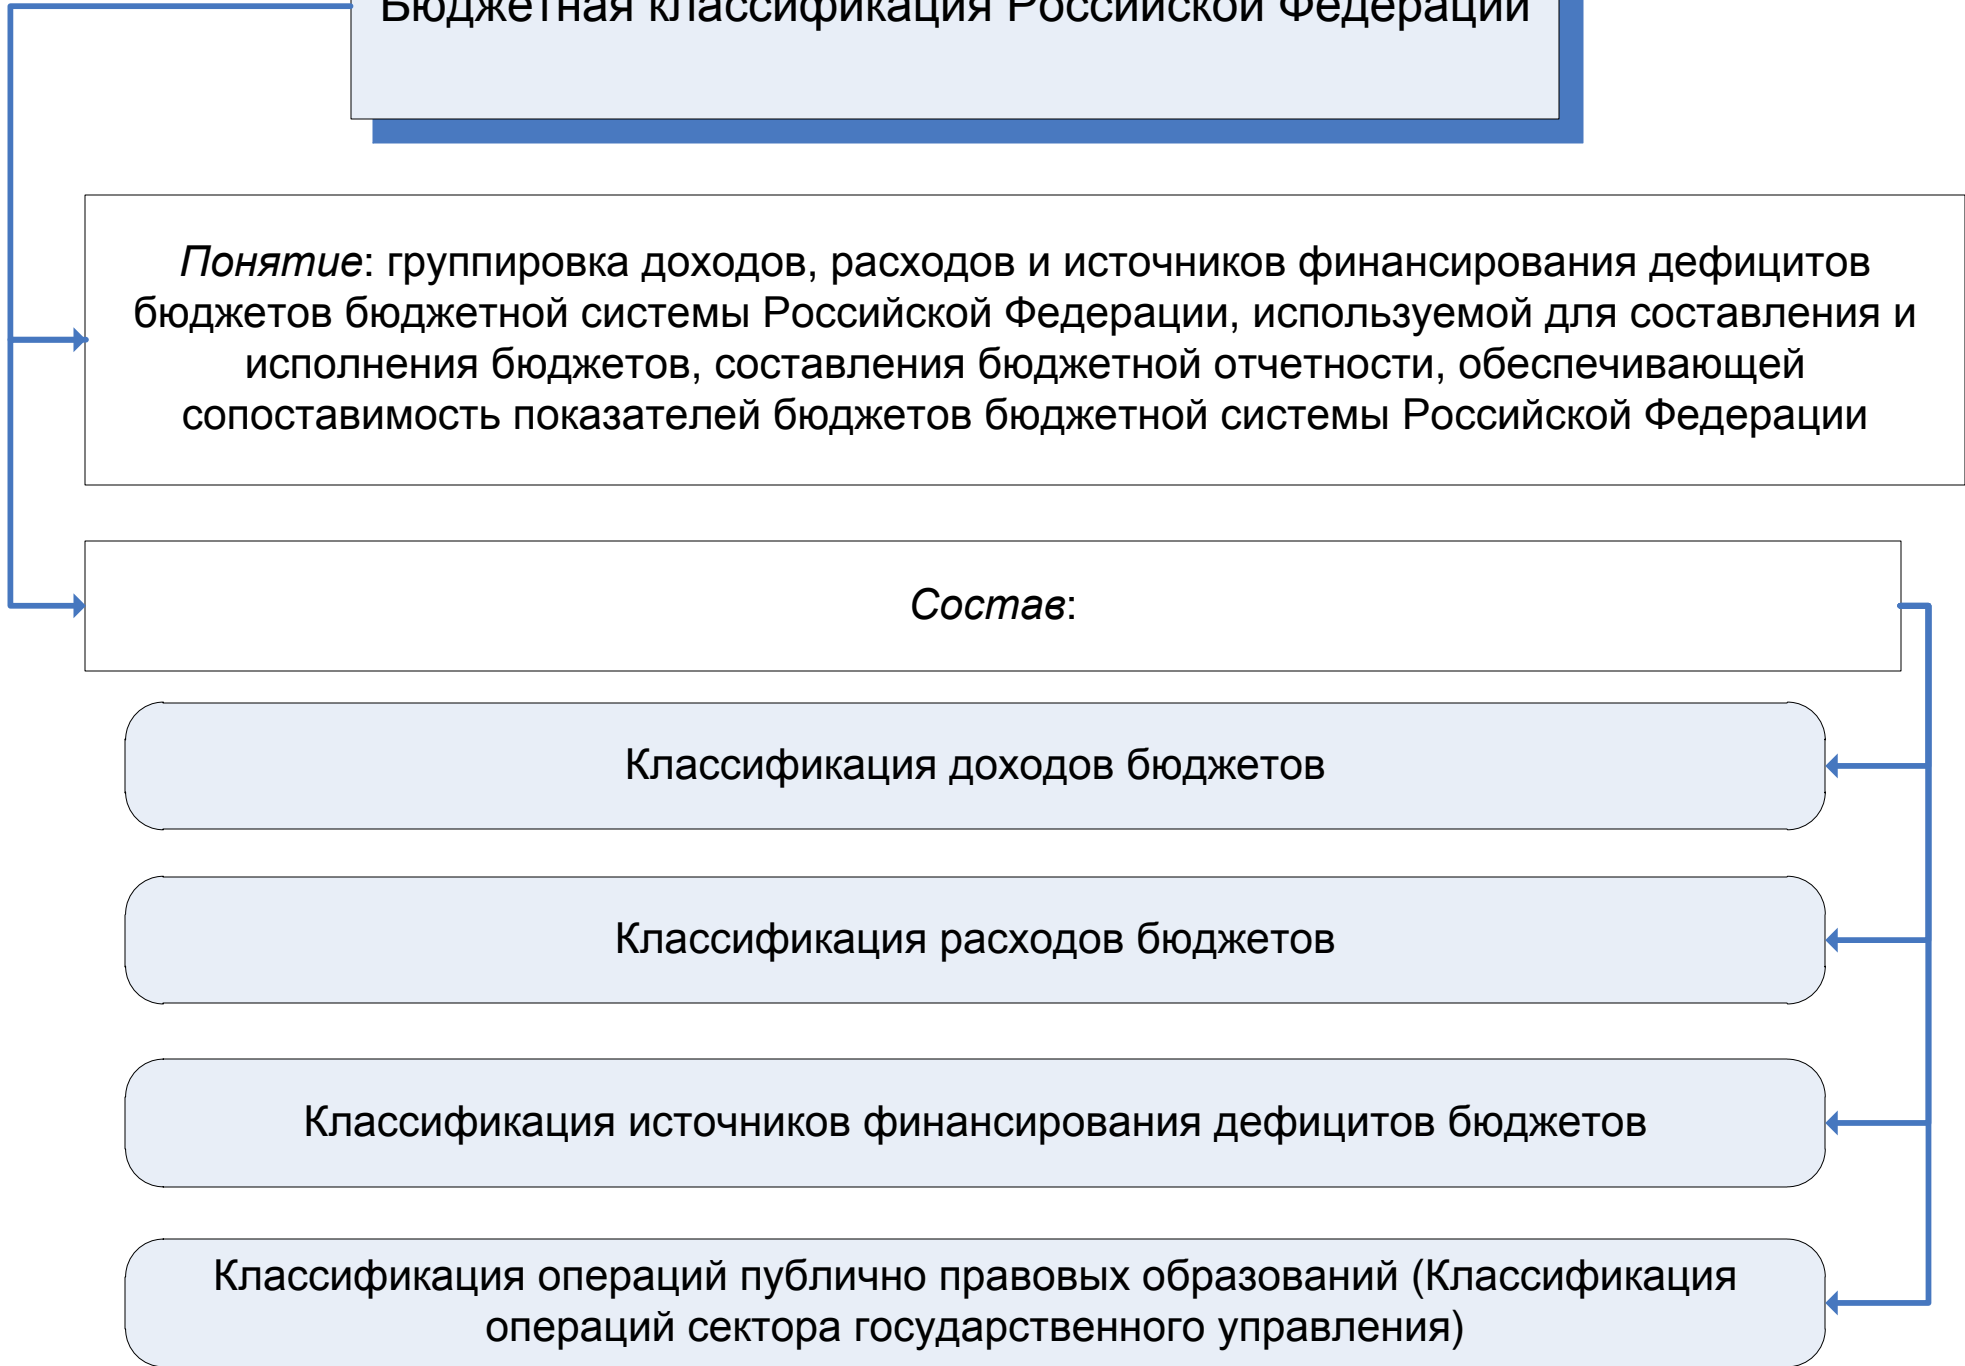 Бюджетная классификация Российской Федерации
Понятие: группировка доходов, расходов и источников финансирования дефицитов
бюджетов бюджетной системы Российской Федерации, используемой для составления и
исполнения бюджетов, составления бюджетной отчетности, обеспечивающей
сопоставимость показателей бюджетов бюджетной системы Российской Федерации
Состав:
Классификация доходов бюджетов
Классификация расходов бюджетов
Классификация источников финансирования дефицитов бюджетов
Классификация операций публично правовых образований (Классификация
операций сектора государственного управления)